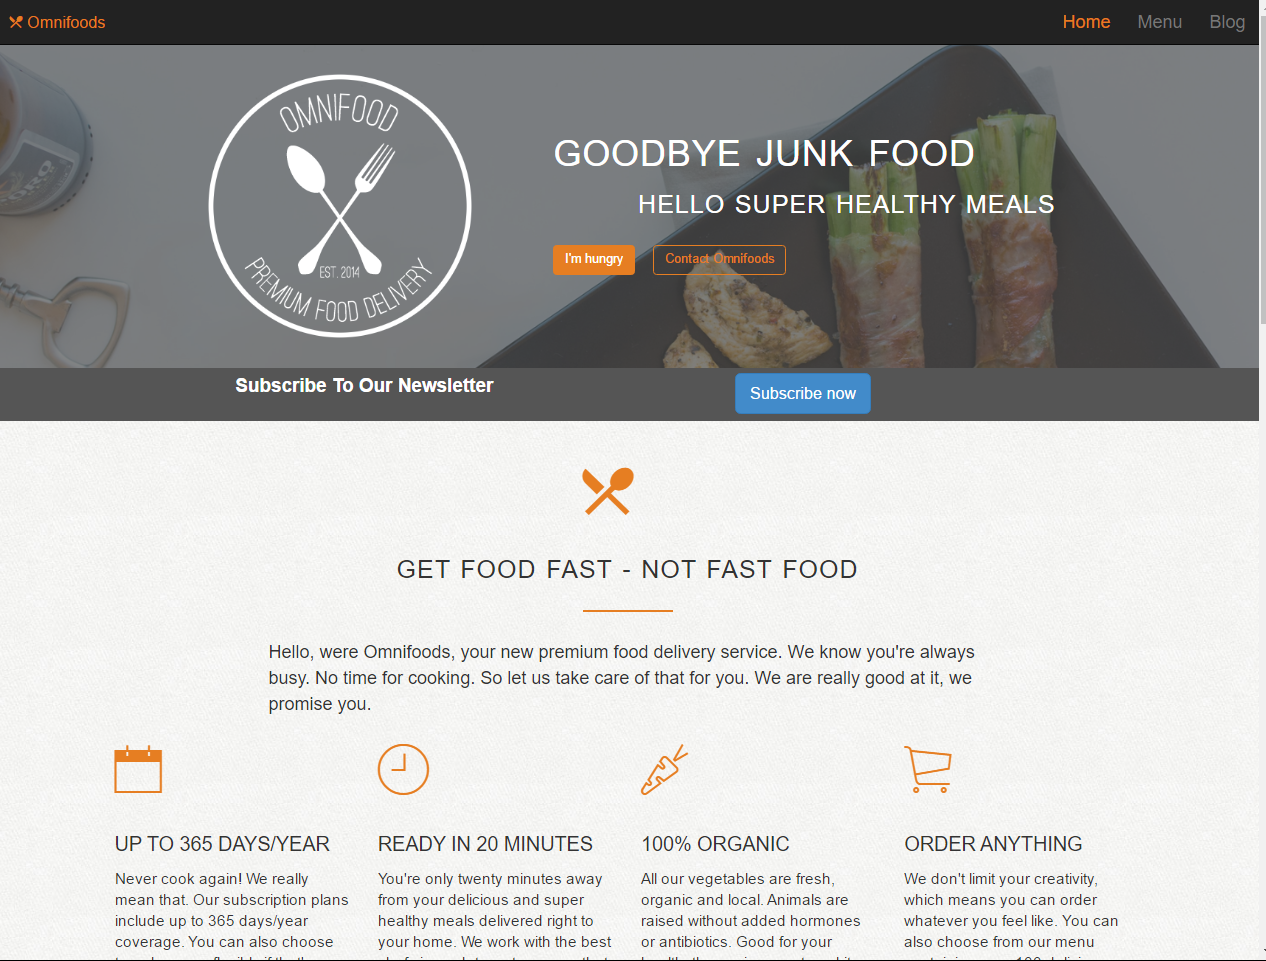 Omnifoods
Home Menu Blog
OMNIFOOD
EST. 2014
PREMIUM FOOD DELIVERY
GOODBYE JUNK FOOD
HELLO SUPER HEALTHY MEALS
I'm hungry
Contact Omnifoods
Subscribe To Our Newsletter
Subscribe now
GET FOOD FAST - NOT FAST FOOD
Hello, were Omnifoods, your new premium food delivery service. We know you're always
busy. No time for cooking. So let us take care of that for you. We are really good at it, we
promise you.
UP TO 365 DAYS/YEAR
Never cook again! We really
mean that. Our subscription plans
include up to 365 days/year
coverage. You can also choose
READY IN 20 MINUTES
You're only twenty minutes away
from your delicious and super
healthy meals delivered right to
your home. We work with the best
100% ORGANIC
All our vegetables are fresh,
organic and local. Animals are
raised without added hormones
or antibiotics. Good for your
ORDER ANYTHING
We don't limit your creativity,
which means you can order
whatever you feel like. You can
also choose from our menu